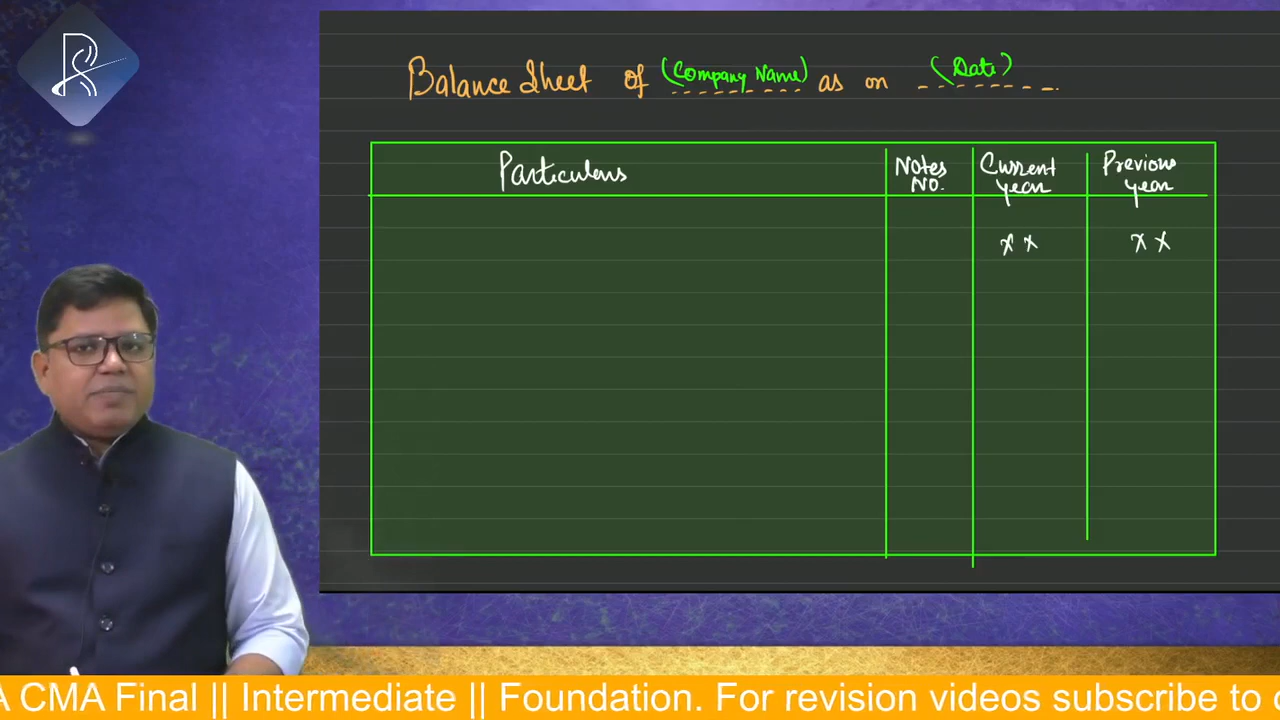 Balance Sheet of (Company Name) as on (Date)
Particulars
Notes No.
Current year
Previous year
x x
x x
A CMA Final || Intermediate || Foundation. For revision videos subscribe to